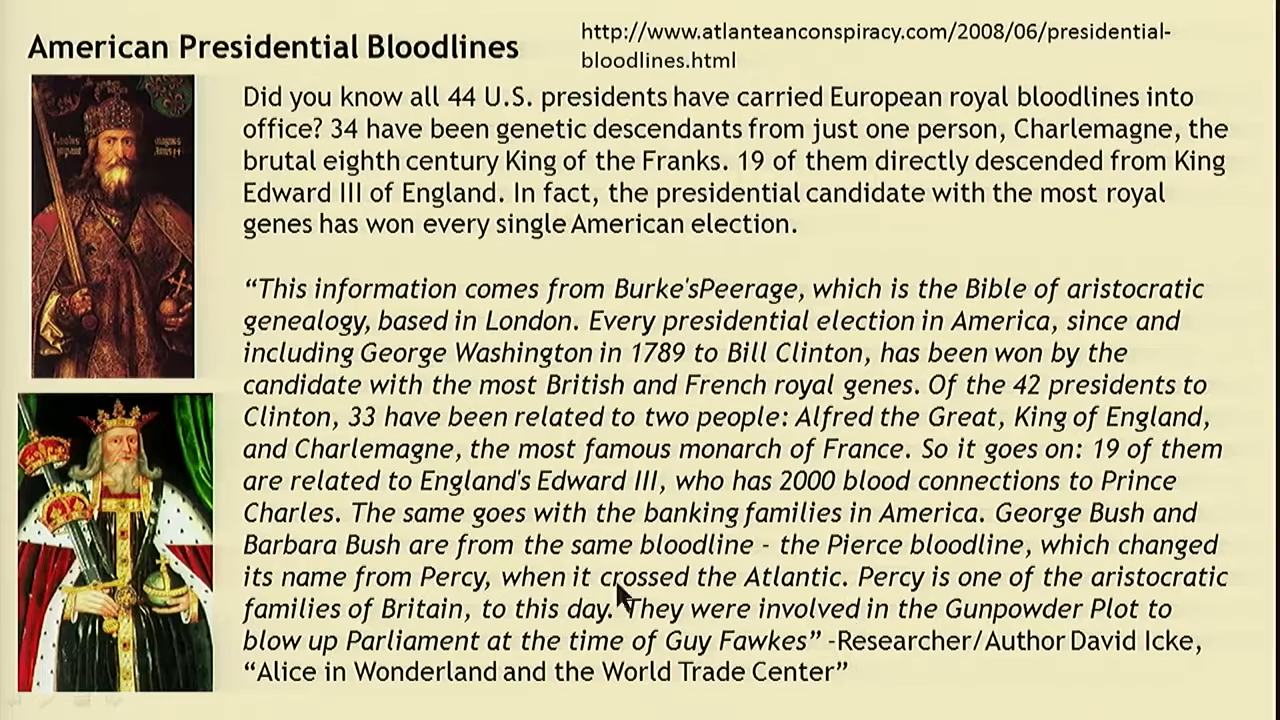 American Presidential Bloodlines
http://www.atlanteanconspiracy.com/2008/06/presidential-
bloodlines.html
Did you know all 44 U.S. presidents have carried European royal bloodlines into
office? 34 have been genetic descendants from just one person, Charlemagne, the
brutal eighth century King of the Franks. 19 of them directly descended from King
Edward III of England. In fact, the presidential candidate with the most royal
genes has won every single American election.
“This information comes from Burke'sPeerage, which is the Bible of aristocratic
genealogy, based in London. Every presidential election in America, since and
including George Washington in 1789 to Bill Clinton, has been won by the
candidate with the most British and French royal genes. Of the 42 presidents to
Clinton, 33 have been related to two people: Alfred the Great, King of England,
and Charlemagne, the most famous monarch of France. So it goes on: 19 of them
are related to England's Edward III, who has 2000 blood connections to Prince
Charles. The same goes with the banking families in America. George Bush and
Barbara Bush are from the same bloodline - the Pierce bloodline, which changed
its name from Percy, when it crossed the Atlantic. Percy is one of the aristocratic
families of Britain, to this day. They were involved in the Gunpowder Plot to
blow up Parliament at the time of Guy Fawkes” -Researcher/Author David Icke,
“Alice in Wonderland and the World Trade Center”